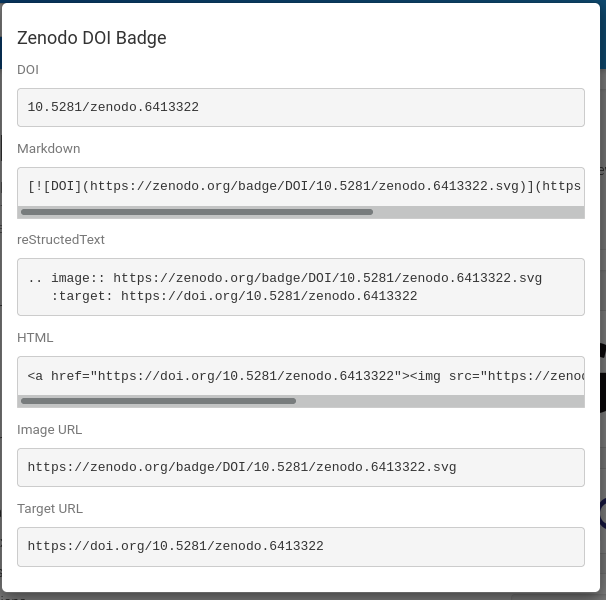 Zenodo DOI Badge
DOI
10.5281/zenodo.6413322
Markdown
[![DOI](https://zenodo.org/badge/DOI/10.5281/zenodo.6413322.svg)](https
reStructedText
.. image:: https://zenodo.org/badge/DOI/10.5281/zenodo.6413322.svg
   :target: https://doi.org/10.5281/zenodo.6413322
HTML
<a href="https://doi.org/10.5281/zenodo.6413322"><img src="https://zeno
Image URL
https://zenodo.org/badge/DOI/10.5281/zenodo.6413322.svg
Target URL
https://doi.org/10.5281/zenodo.6413322